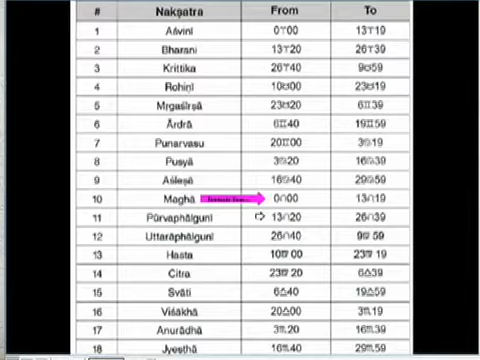 # Nakṣatra From To
1 Aśvinī 0♈00 13♈19
2 Bharani 13♈20 26♈39
3 Krittika 26♈40 9♉59
4 Rohiṇī 10♉00 23♉19
5 Mṛgaśīrṣā 23♉20 6♊39
6 Ārdrā 6♊40 19♊59
7 Punarvasu 20♊00 3♋19
8 Puṣyā 3♋20 16♋39
9 Aśleṣā 16♋40 29♋59
10 Maghā 0♌00 13♌19
11 Pūrvaphālgunī 13♌20 26♌39
12 Uttarāphālgunī 26♌40 9♍59
13 Hasta 10♍00 23♍19
14 Citra 23♍20 6♎39
15 Svāti 6♎40 19♎59
16 Viśākhā 20♎00 3♏19
17 Anurādhā 3♏20 16♏39
18 Jyeṣṭhā 16♏40 29♏59